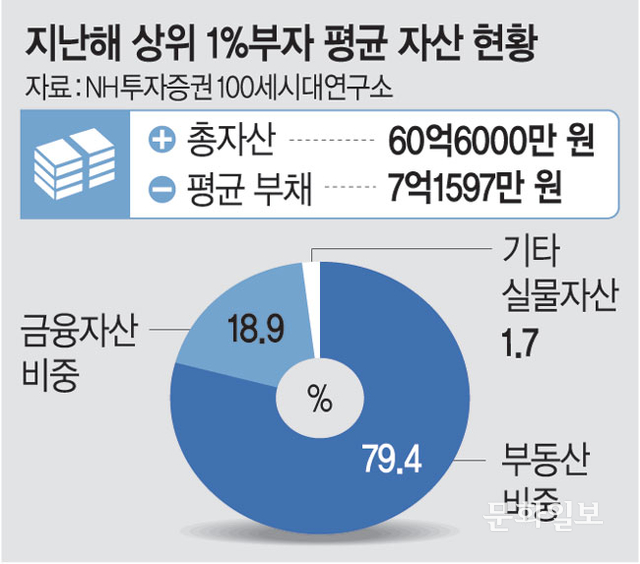 지난해 상위 1%부자 평균 자산 현황
자료 : NH투자증권 100세시대연구소
총자산 60억6000만 원
평균 부채 7억1597만 원
기타
실물자산
1.7
금융자산
비중
18.9
%
79.4
부동산
비중
문화일보